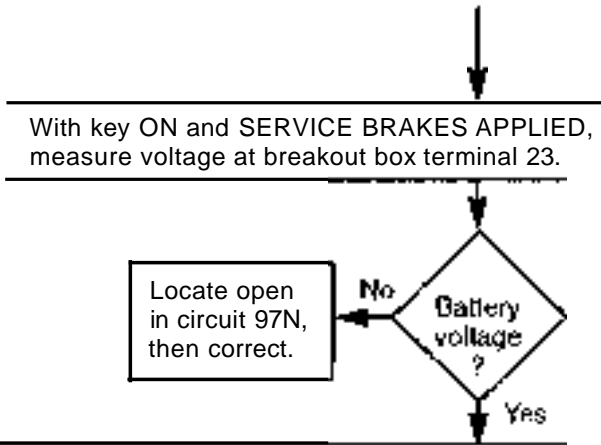 With key ON and SERVICE BRAKES APPLIED,
measure voltage at breakout box terminal 23.
No
Locate open
in circuit 97N,
then correct.
Battery
voltage
?
Yes